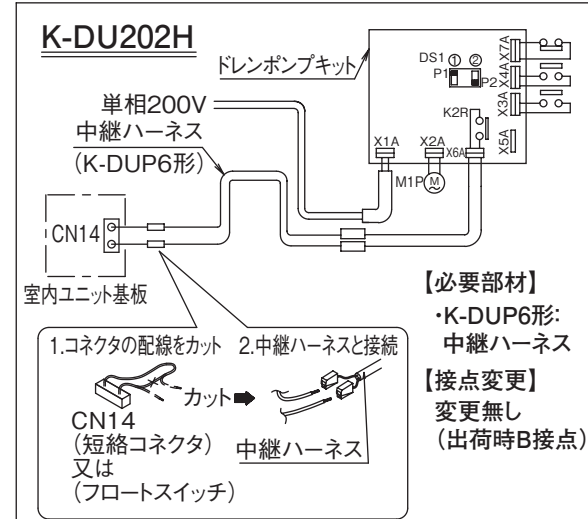 K-DU202H
ドレンポンプキット
DS1 ① ②
P1
P2
X7A
X4A
X3A
X5A
K2R
X1A
X2A
X6A
M1P
M
単相200V
中継ハーネス
(K-DUP6形)
CN14
室内ユニット基板
1.コネクタの配線をカット
カット
CN14
(短絡コネクタ)
又は
(フロートスイッチ)
2.中継ハーネスと接続
中継ハーネス
【必要部材】
・K-DUP6形:
中継ハーネス
【接点変更】
変更無し
(出荷時B接点)